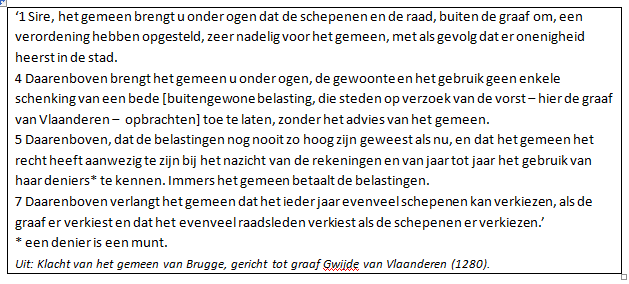 ‘1 Sire, het gemeen brengt u onder ogen dat de schepenen en de raad, buiten de graaf om, een
verordening hebben opgesteld, zeer nadelig voor het gemeen, met als gevolg dat er onenigheid
heerst in de stad.
4 Daarenboven brengt het gemeen u onder ogen, de gewoonte en het gebruik geen enkele
schenking van een bede [buitengewone belasting, die steden op verzoek van de vorst – hier de graaf
van Vlaanderen – opbrachten] toe te laten, zonder het advies van het gemeen.
5 Daarenboven, dat de belastingen nog nooit zo hoog zijn geweest als nu, en dat het gemeen het
recht heeft aanwezig te zijn bij het nazicht van de rekeningen en van jaar tot jaar het gebruik van
haar deniers* te kennen. Immers het gemeen betaalt de belastingen.
7 Daarenboven verlangt het gemeen dat het ieder jaar evenveel schepenen kan verkiezen, als de
graaf er verkiest en dat het evenveel raadsleden verkiest als de schepenen er verkiezen.’
* een denier is een munt.
Uit: Klacht van het gemeen van Brugge, gericht tot graaf Gwijde van Vlaanderen (1280).